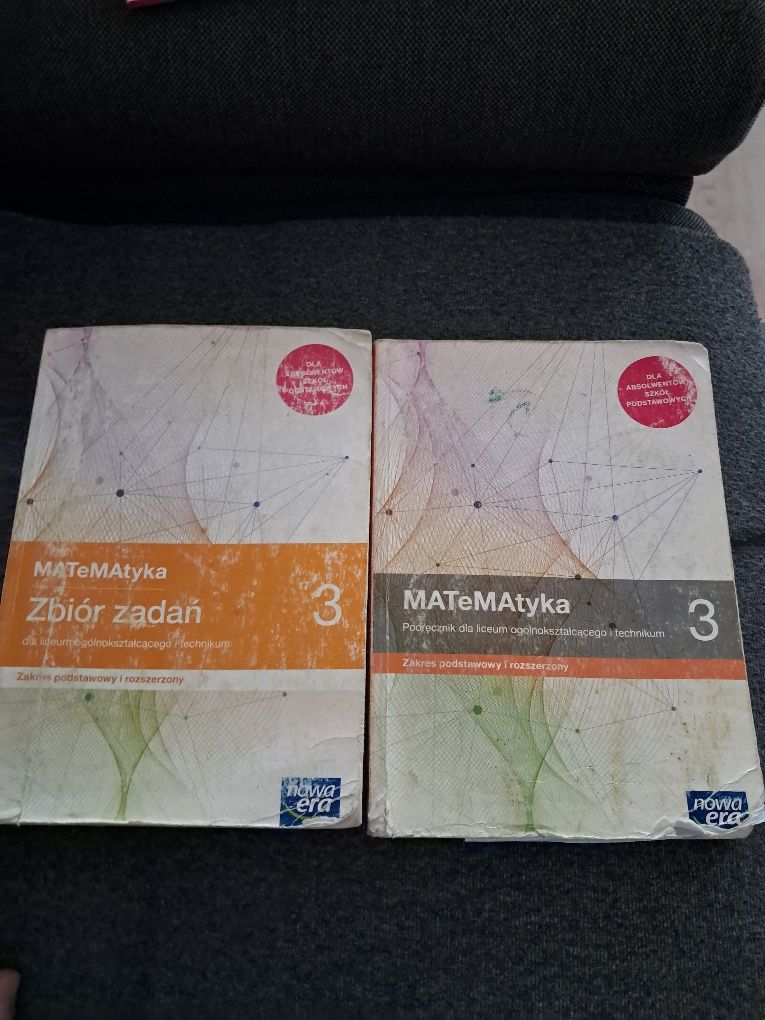 DLA
ABSOLWENTÓW
SZKÓŁ
PODSTAWOWYCH
MATeMAtyka
Zbiór zadań
3
dla liceum ogólnokształcącego i technikum
Zakres podstawowy i rozszerzony
nowa
era
DLA
ABSOLWENTÓW
SZKÓŁ
PODSTAWOWYCH
MATeMAtyka
3
Podręcznik dla liceum ogólnokształcącego i technikum
Zakres podstawowy i rozszerzony
nowa
era